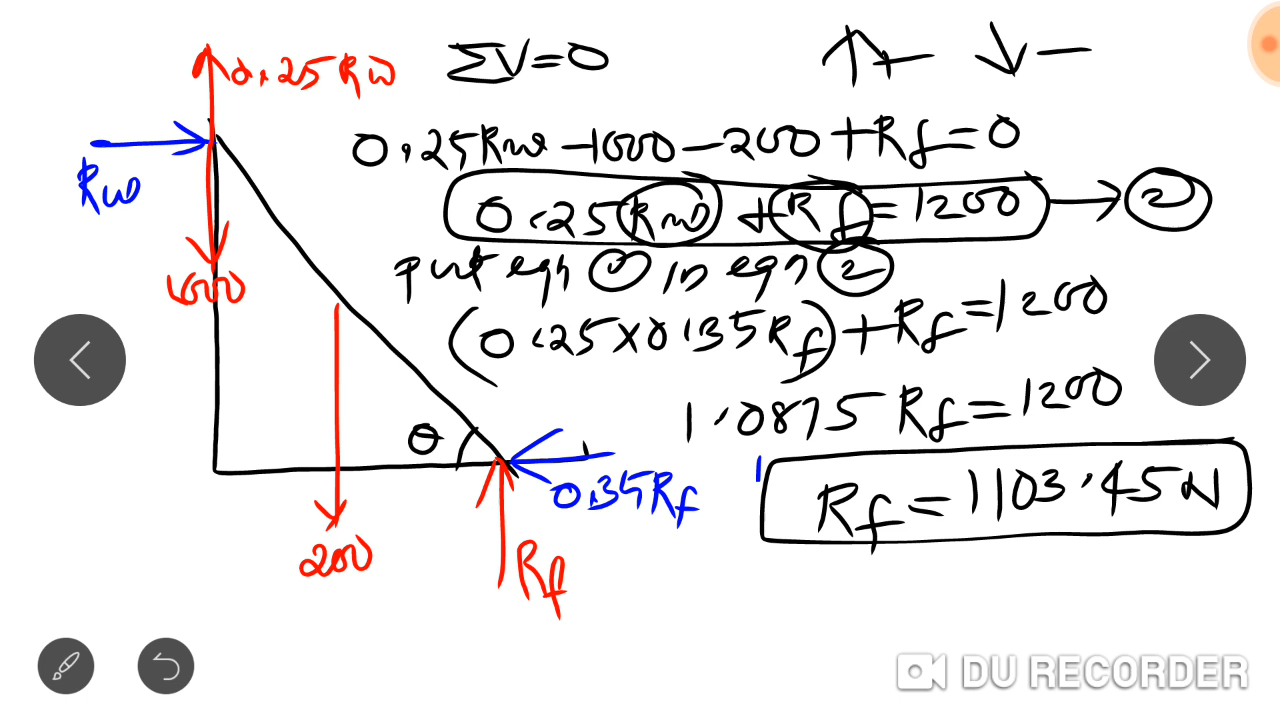 ΣV=0 ↑+ ↓−
0.25Rw
0.25Rw −1000−200+Rf=0
Rw
0.25Rw+Rf=1200 → 2
1000
put eqn 1 in eqn 2
(0.25×0.35Rf)+Rf=1200
1.0875 Rf=1200
θ
0.35Rf
Rf=1103.45N
200
Rf
DU RECORDER